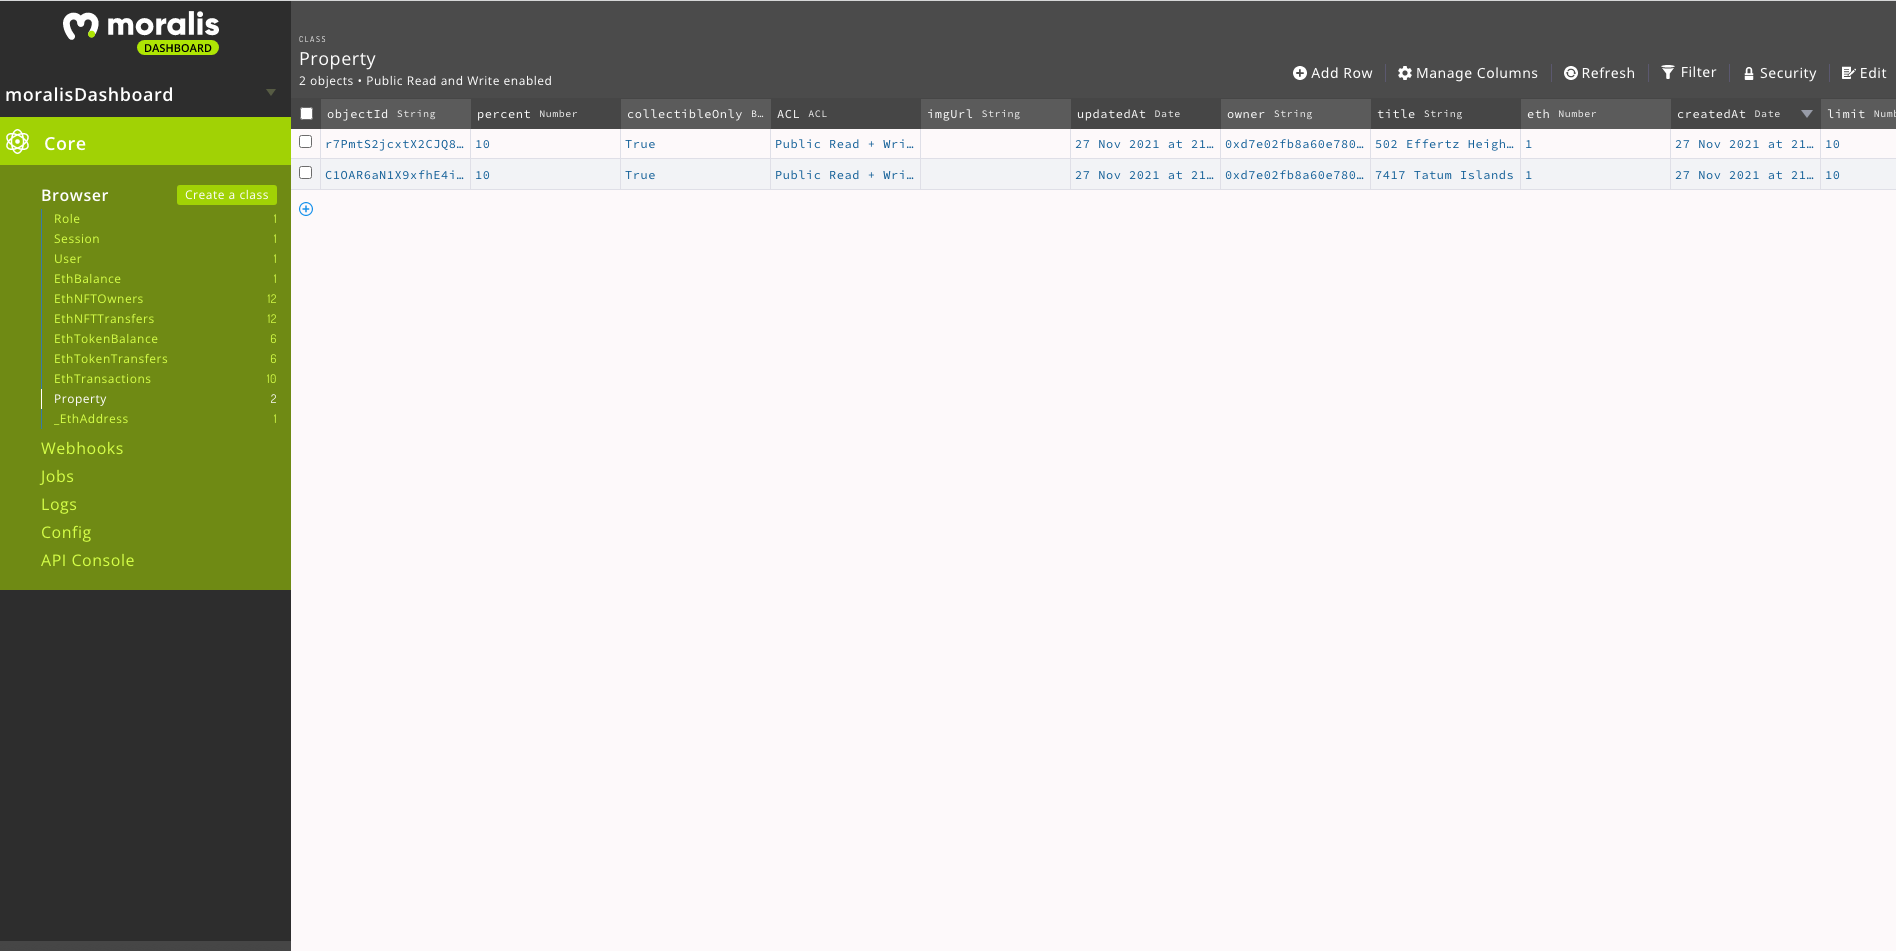 moralis
DASHBOARD
moralisDashboard
Core
Browser Create a class
Role 1
Session 1
User 1
EthBalance 1
EthNFTOwners 12
EthNFTTransfers 12
EthTokenBalance 6
EthTokenTransfers 6
EthTransactions 10
Property 2
_EthAddress 1
Webhooks
Jobs
Logs
Config
API Console
CLASS
Property
2 objects • Public Read and Write enabled
Add Row Manage Columns Refresh Filter Security Edit
objectId String percent Number collectibleOnly B… ACL ACL imgUrl String updatedAt Date owner String title String eth Number createdAt Date limit Numb
r7PmtS2jcxtX2CJQ8… 10 True Public Read + Wri… 27 Nov 2021 at 21… 0xd7e02fb8a60e780… 502 Effertz Heigh… 1 27 Nov 2021 at 21… 10
C1OAR6aN1X9xfhE4i… 10 True Public Read + Wri… 27 Nov 2021 at 21… 0xd7e02fb8a60e780… 7417 Tatum Islands 1 27 Nov 2021 at 21… 10